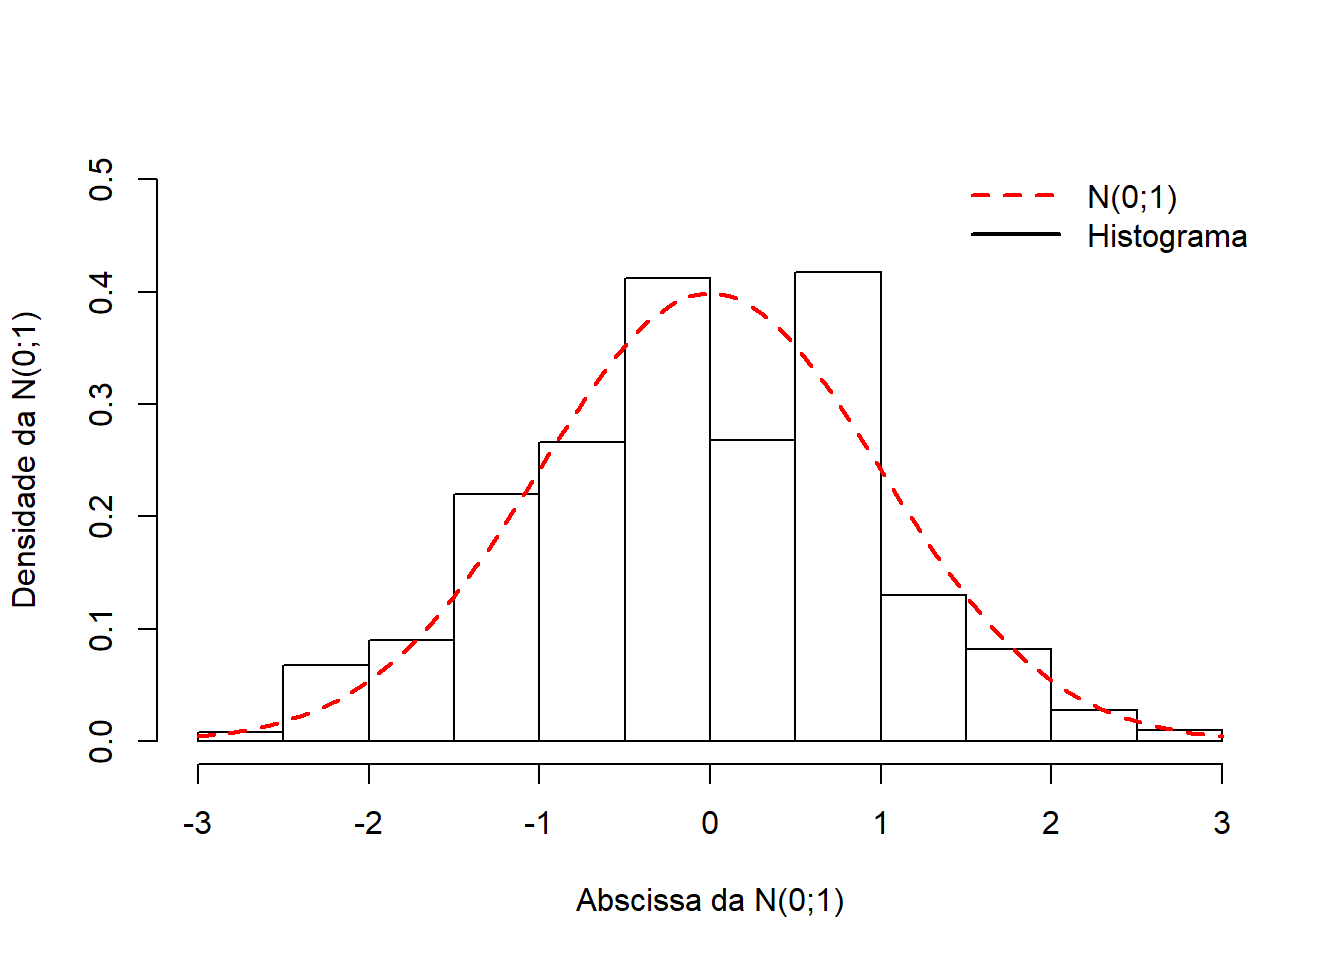 N(0;1)
Histograma
Densidade da N(0;1)
0.5
0.4
0.3
0.2
0.1
0.0
-3 -2 -1 0 1 2 3
Abscissa da N(0;1)